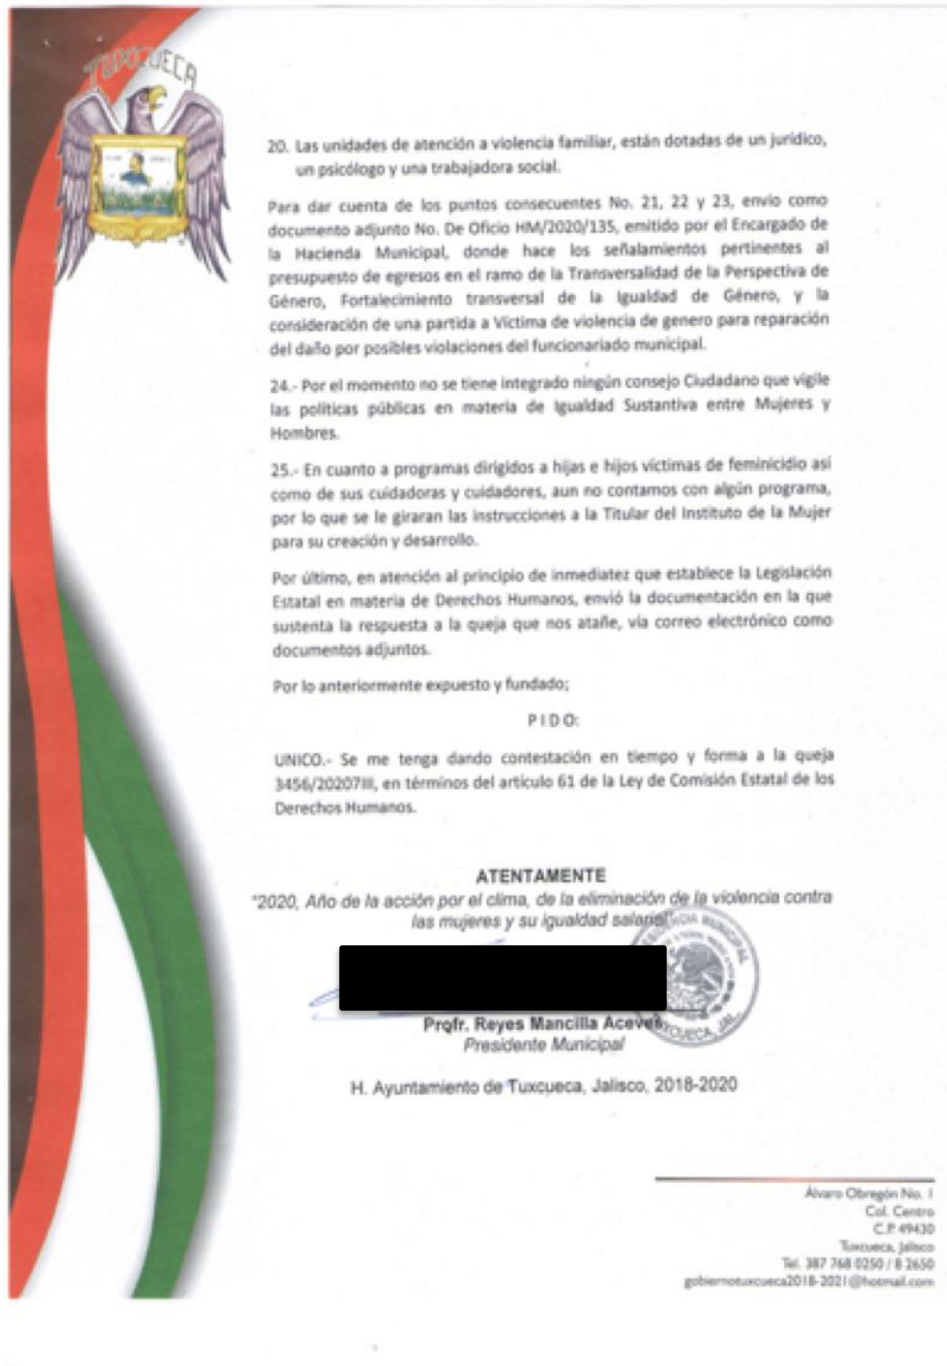 TUXCUECA
20. Las unidades de atención a violencia familiar, están dotadas de un jurídico,
un psicólogo y una trabajadora social.
Para dar cuenta de los puntos consecuentes No. 21, 22 y 23, envío como
documento adjunto No. De Oficio HM/2020/135, emitido por el Encargado de
la Hacienda Municipal, donde hace los señalamientos pertinentes al
presupuesto de egresos en el ramo de la Transversalidad de la Perspectiva de
Género, Fortalecimiento transversal de la Igualdad de Género, y la
consideración de una partida a Víctima de violencia de genero para reparación
del daño por posibles violaciones del funcionariado municipal.
24.- Por el momento no se tiene integrado ningún consejo Ciudadano que vigile
las políticas públicas en materia de Igualdad Sustantiva entre Mujeres y
Hombres.
25.- En cuanto a programas dirigidos a hijas e hijos víctimas de feminicidio así
como de sus cuidadoras y cuidadores, aun no contamos con algún programa,
por lo que se le giraran las instrucciones a la Titular del Instituto de la Mujer
para su creación y desarrollo.
Por último, en atención al principio de inmediatez que establece la Legislación
Estatal en materia de Derechos Humanos, envió la documentación en la que
sustenta la respuesta a la queja que nos atañe, vía correo electrónico como
documentos adjuntos.
Por lo anteriormente expuesto y fundado;
P I D O:
UNICO.- Se me tenga dando contestación en tiempo y forma a la queja
3456/20207III, en términos del artículo 61 de la Ley de Comisión Estatal de los
Derechos Humanos.
ATENTAMENTE
"2020, Año de la acción por el clima, de la eliminación de la violencia contra
las mujeres y su igualdad salarial"
Profr. Reyes Mancilla Aceves
Presidente Municipal
H. Ayuntamiento de Tuxcueca, Jalisco, 2018-2020
MUNICIPAL
TUXCUECA, JAL.
Álvaro Obregón No. 1
Col. Centro
C.P. 49430
Tuxcueca, Jalisco
Tel. 387 768 0250 / 8 2650
gobiernotuxcueca2018-2021@hotmail.com